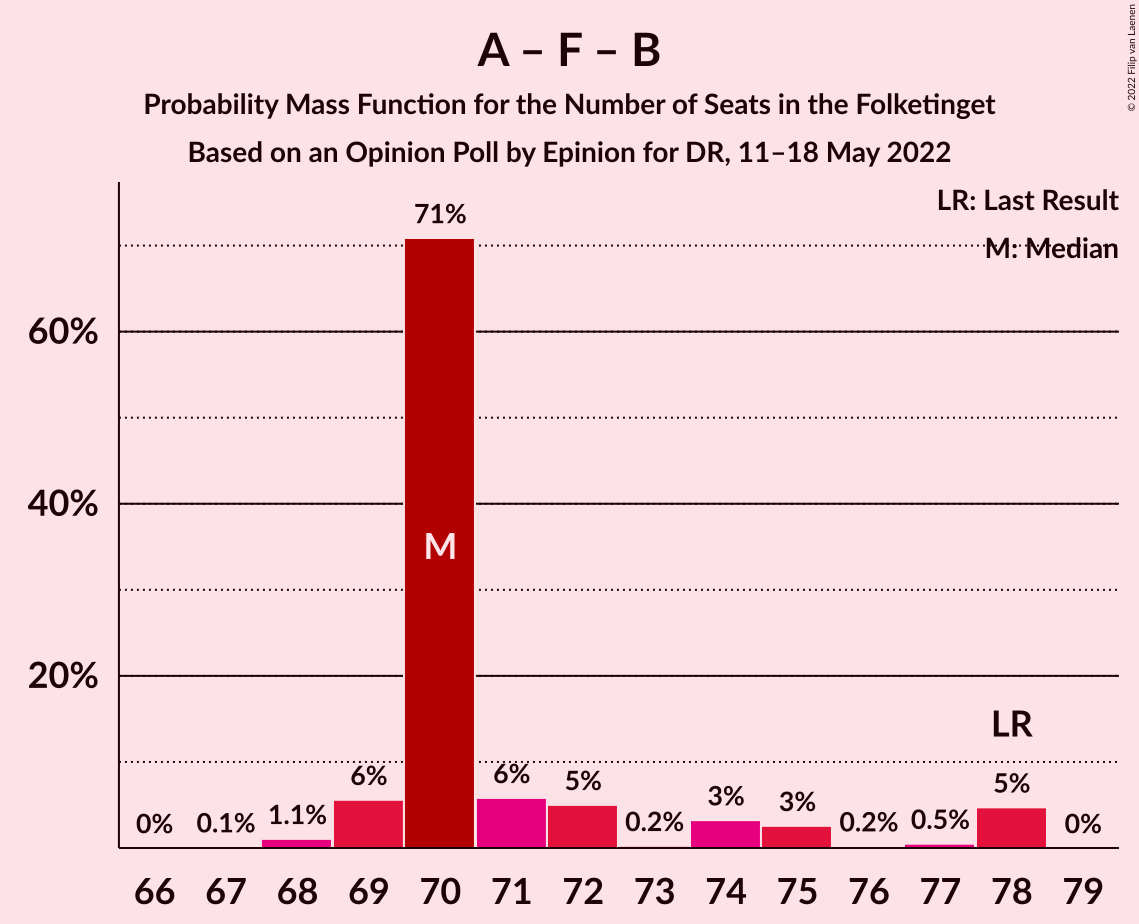 A – F – B
Probability Mass Function for the Number of Seats in the Folketinget
Based on an Opinion Poll by Epinion for DR, 11–18 May 2022
© 2022 Filip van Laenen
LR: Last Result
M: Median
71%
60%
40%
20%
M
LR
0%
0.1%
1.1%
6%
6%
5%
0.2%
3%
3%
0.2%
0.5%
5%
0%
66 67 68 69 70 71 72 73 74 75 76 77 78 79